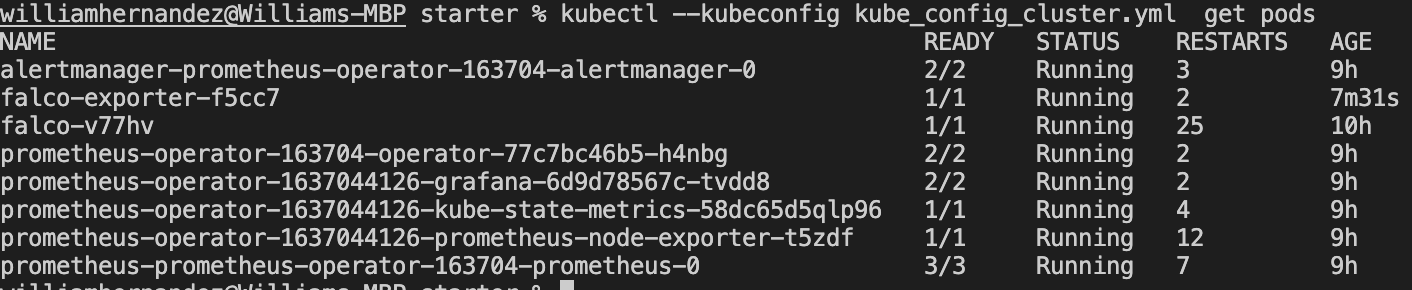 williamhernandez@Williams-MBP starter % kubectl --kubeconfig kube_config_cluster.yml  get pods
NAME READY STATUS RESTARTS AGE
alertmanager-prometheus-operator-163704-alertmanager-0 2/2 Running 3 9h
falco-exporter-f5cc7 1/1 Running 2 7m31s
falco-v77hv 1/1 Running 25 10h
prometheus-operator-163704-operator-77c7bc46b5-h4nbg 2/2 Running 2 9h
prometheus-operator-1637044126-grafana-6d9d78567c-tvdd8 2/2 Running 2 9h
prometheus-operator-1637044126-kube-state-metrics-58dc65d5qlp96 1/1 Running 4 9h
prometheus-operator-1637044126-prometheus-node-exporter-t5zdf 1/1 Running 12 9h
prometheus-prometheus-operator-163704-prometheus-0 3/3 Running 7 9h
williamhernandez@Williams-MBP starter %